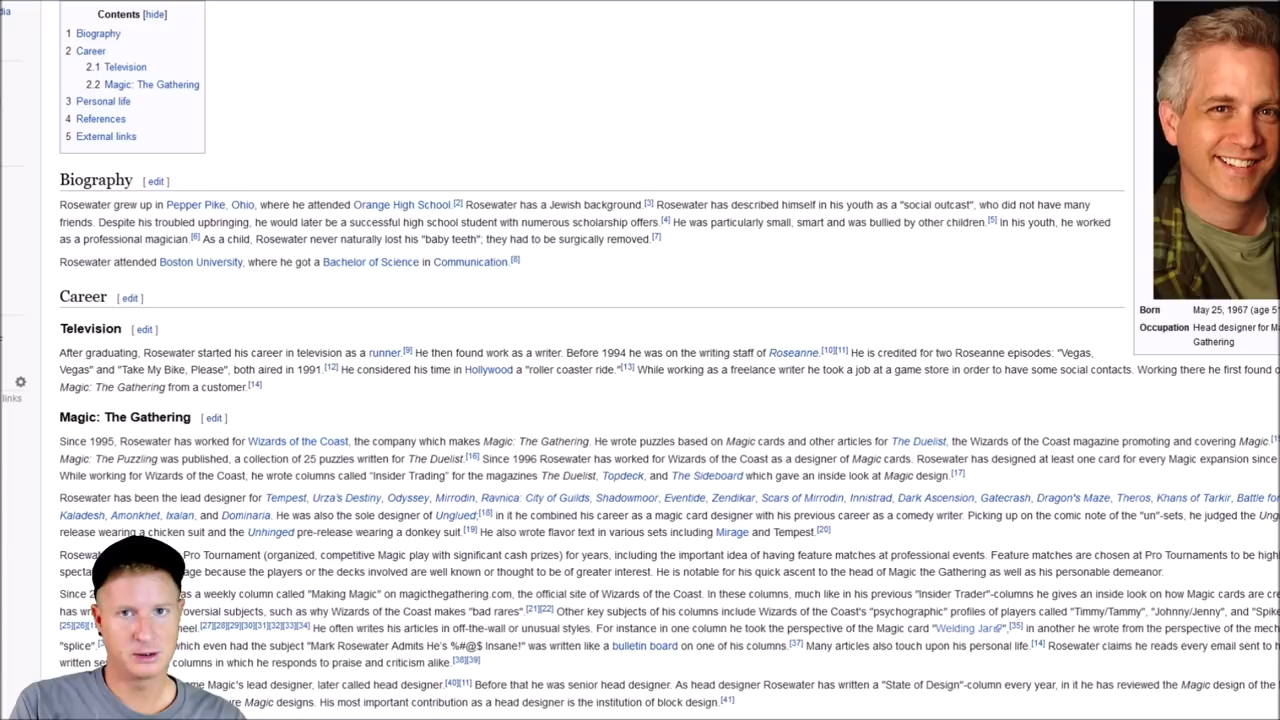 dia
Contents [hide]
1 Biography
2 Career
2.1 Television
2.2 Magic: The Gathering
3 Personal life
4 References
5 External links
Biography [ edit ]
Rosewater grew up in Pepper Pike, Ohio, where he attended Orange High School.[2] Rosewater has a Jewish background.[3] Rosewater has described himself in his youth as a "social outcast", who did not have many
friends. Despite his troubled upbringing, he would later be a successful high school student with numerous scholarship offers.[4] He was particularly small, smart and was bullied by other children.[5] In his youth, he worked
as a professional magician.[6] As a child, Rosewater never naturally lost his "baby teeth"; they had to be surgically removed.[7]
Rosewater attended Boston University, where he got a Bachelor of Science in Communication.[8]
Born May 25, 1967 (age 5
Occupation Head designer for M
Gathering
Career [ edit ]
Television [ edit ]
After graduating, Rosewater started his career in television as a runner.[9] He then found work as a writer. Before 1994 he was on the writing staff of Roseanne.[10][11] He is credited for two Roseanne episodes: "Vegas,
Vegas" and "Take My Bike, Please", both aired in 1991.[12] He considered his time in Hollywood a "roller coaster ride."[13] While working as a freelance writer he took a job at a game store in order to have some social contacts. Working there he first found
Magic: The Gathering from a customer.[14]
links
Magic: The Gathering [ edit ]
Since 1995, Rosewater has worked for Wizards of the Coast, the company which makes Magic: The Gathering. He wrote puzzles based on Magic cards and other articles for The Duelist, the Wizards of the Coast magazine promoting and covering Magic.
Magic: The Puzzling was published, a collection of 25 puzzles written for The Duelist.[16] Since 1996 Rosewater has worked for Wizards of the Coast as a designer of Magic cards. Rosewater has designed at least one card for every Magic expansion since
While working for Wizards of the Coast, he wrote columns called "Insider Trading" for the magazines The Duelist, Topdeck, and The Sideboard which gave an inside look at Magic design.[17]
Rosewater has been the lead designer for Tempest, Urza's Destiny, Odyssey, Mirrodin, Ravnica: City of Guilds, Shadowmoor, Eventide, Zendikar, Scars of Mirrodin, Innistrad, Dark Ascension, Gatecrash, Dragon's Maze, Theros, Khans of Tarkir, Battle for
Kaladesh, Amonkhet, Ixalan, and Dominaria. He was also the sole designer of Unglued;[18] in it he combined his career as a magic card designer with his previous career as a comedy writer. Picking up on the comic note of the "un"-sets, he judged the Ung
release wearing a chicken suit and the Unhinged pre-release wearing a donkey suit.[19] He also wrote flavor text in various sets including Mirage and Tempest.[20]
Rosewat Pro Tournament (organized, competitive Magic play with significant cash prizes) for years, including the important idea of having feature matches at professional events. Feature matches are chosen at Pro Tournaments to be high
specta age because the players or the decks involved are well known or thought to be of greater interest. He is notable for his quick ascent to the head of Magic the Gathering as well as his personable demeanor.
Since 2 as a weekly column called "Making Magic" on magicthegathering.com, the official site of Wizards of the Coast. In these columns, much like in his previous "Insider Trader"-columns he gives an inside look on how Magic cards are cre
has wr oversial subjects, such as why Wizards of the Coast makes "bad rares" [21][22] Other key subjects of his columns include Wizards of the Coast's "psychographic" profiles of players called "Timmy/Tammy", "Johnny/Jenny", and "Spike
[25][26][ eel.[27][28][29][30][31][32][33][34] He often writes his articles in off-the-wall or unusual styles. For instance in one column he took the perspective of the Magic card "Welding Jar",[35] in another he wrote from the perspective of the mech
"splice". which even had the subject "Mark Rosewater Admits He's %#@$ Insane!" was written like a bulletin board on one of his columns.[37] Many articles also touch upon his personal life.[14] Rosewater claims he reads every email sent to h
written se columns in which he responds to praise and criticism alike.[38][39]
me Magic's lead designer, later called head designer.[40][11] Before that he was senior head designer. As head designer Rosewater has written a "State of Design"-column every year, in it he has reviewed the Magic design of the
ure Magic designs. His most important contribution as a head designer is the institution of block design.[41]